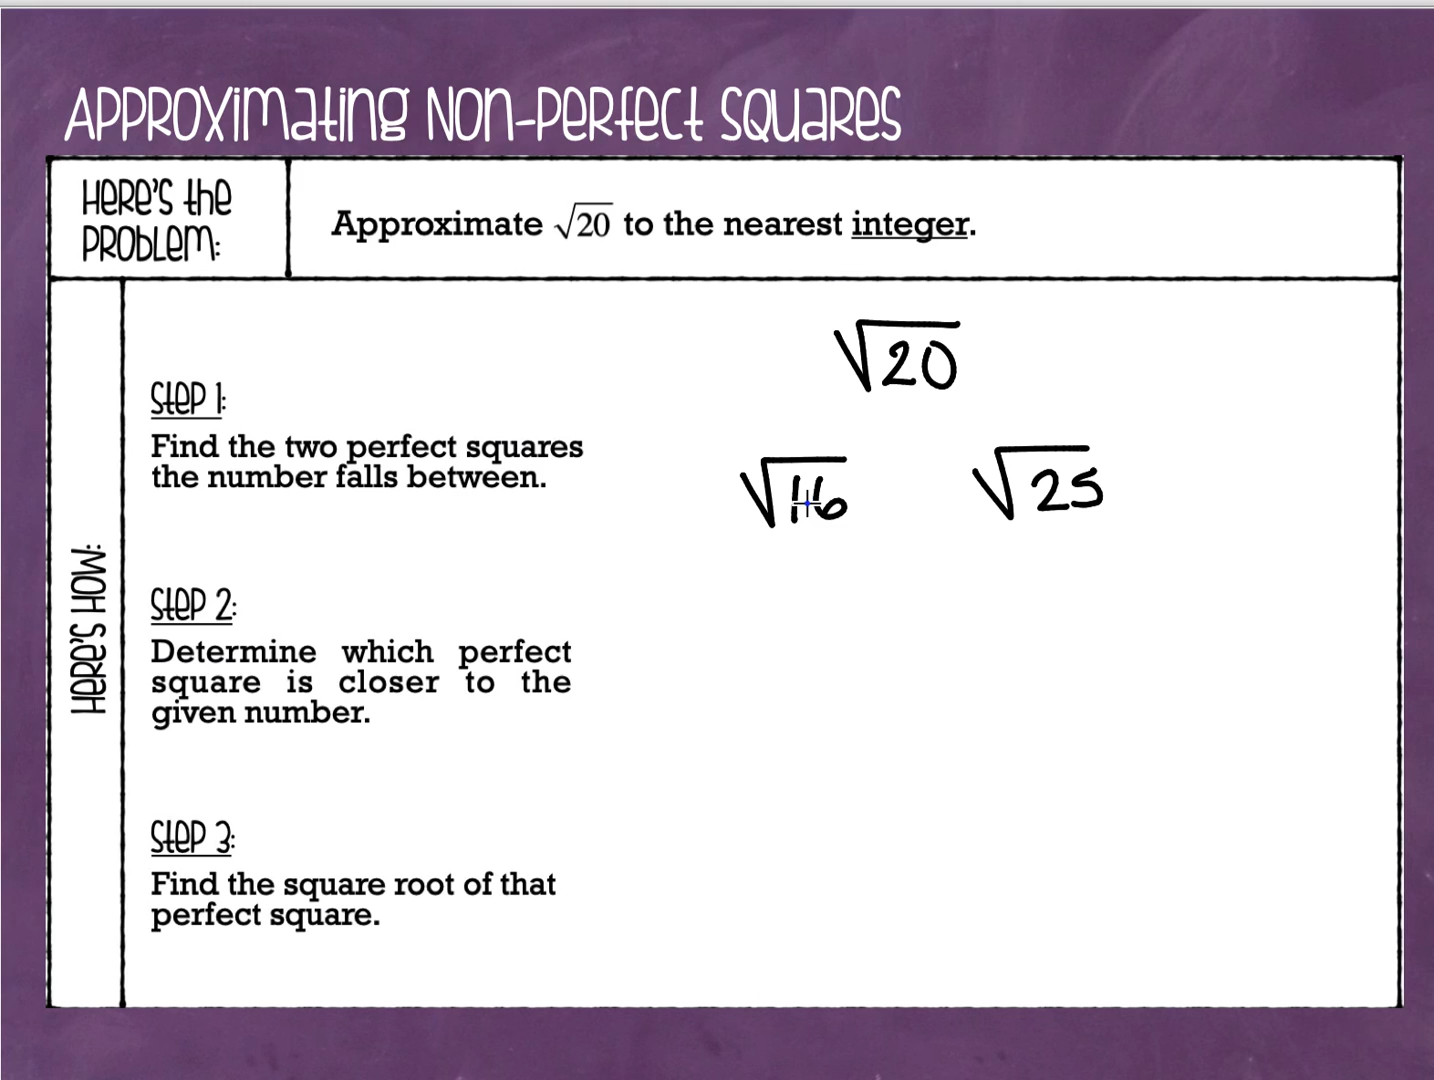 Approximating Non-Perfect Squares
Here's the
Problem:
Approximate √20 to the nearest integer.
Here's How:
Step 1:
Find the two perfect squares
the number falls between.
√20
√16 √25
Step 2:
Determine which perfect
square is closer to the
given number.
Step 3:
Find the square root of that
perfect square.